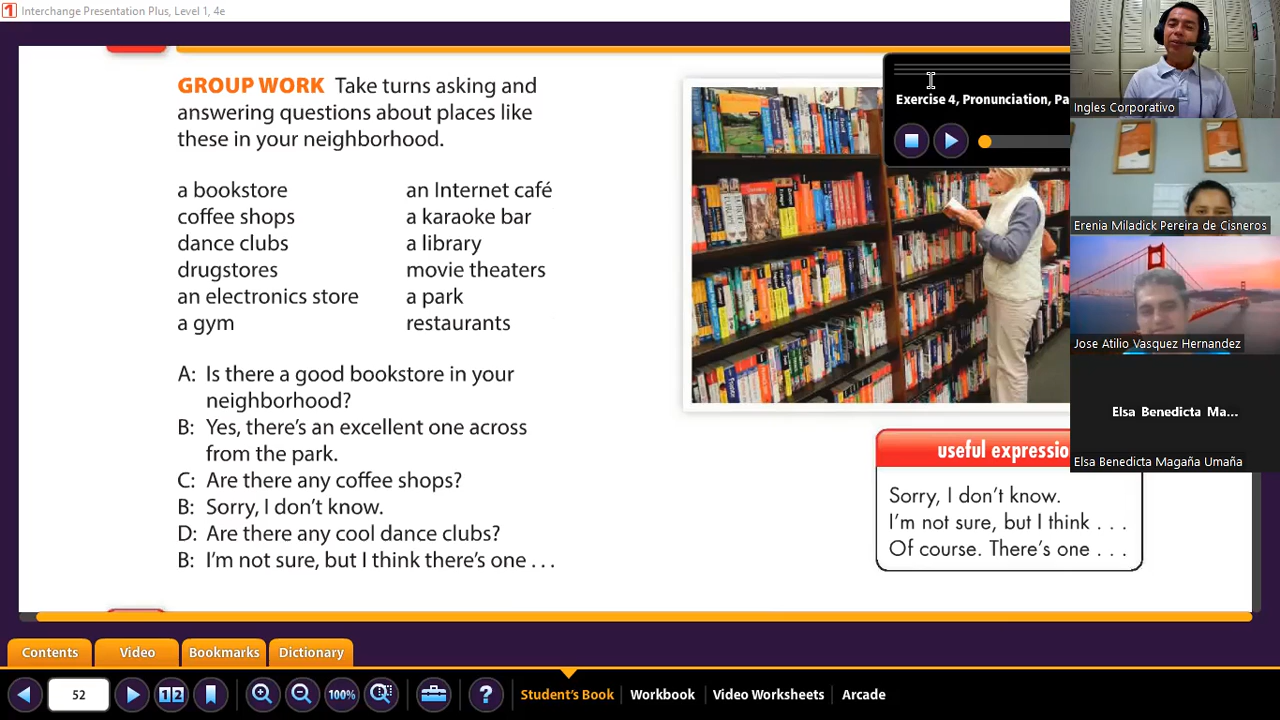 Interchange Presentation Plus, Level 1, 4e
GROUP WORK Take turns asking and
answering questions about places like
these in your neighborhood.
a bookstore
coffee shops
dance clubs
drugstores
an electronics store
a gym
an Internet café
a karaoke bar
a library
movie theaters
a park
restaurants
A: Is there a good bookstore in your
neighborhood?
B: Yes, there's an excellent one across
from the park.
C: Are there any coffee shops?
B: Sorry, I don't know.
D: Are there any cool dance clubs?
B: I'm not sure, but I think there's one . . .
Exercise 4, Pronunciation, Pa
useful expressio
Sorry, I don't know.
I'm not sure, but I think . . .
Of course. There's one . . .
Ingles Corporativo
Erenia Miladick Pereira de Cisneros
Jose Atilio Vasquez Hernandez
Elsa Benedicta Ma...
Elsa Benedicta Magaña Umaña
Contents
Video
Bookmarks
Dictionary
52
1 2
100%
?
Student's Book
Workbook
Video Worksheets
Arcade